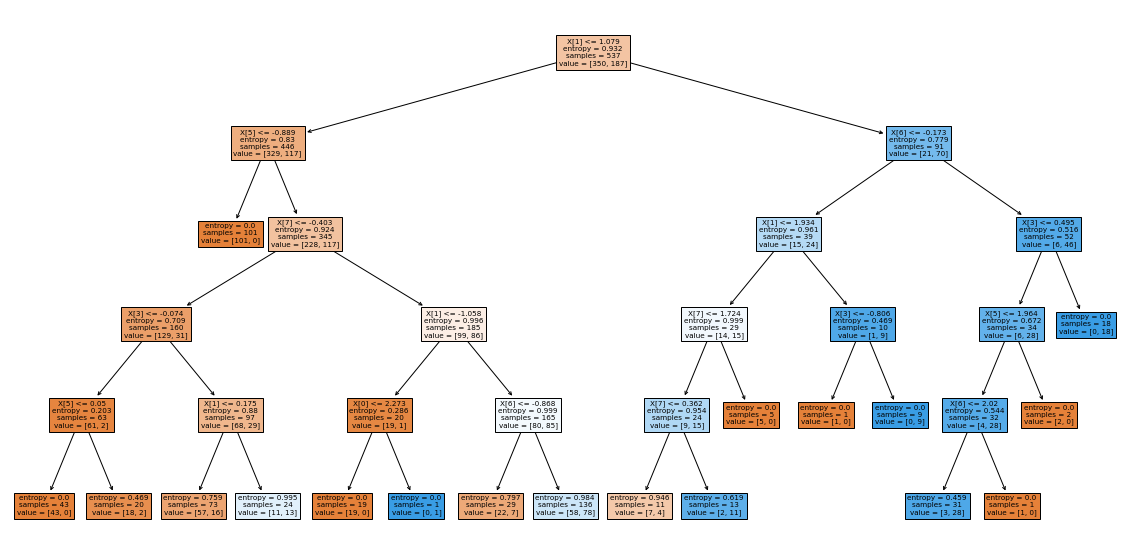 X[1] <= 1.079
entropy = 0.932
samples = 537
value = [350, 187]
X[5] <= -0.889
entropy = 0.83
samples = 446
value = [329, 117]
X[6] <= -0.173
entropy = 0.779
samples = 91
value = [21, 70]
entropy = 0.0
samples = 101
value = [101, 0]
X[7] <= -0.403
entropy = 0.924
samples = 345
value = [228, 117]
X[1] <= 1.934
entropy = 0.961
samples = 39
value = [15, 24]
X[3] <= 0.495
entropy = 0.516
samples = 52
value = [6, 46]
X[3] <= -0.074
entropy = 0.709
samples = 160
value = [129, 31]
X[1] <= -1.058
entropy = 0.996
samples = 185
value = [99, 86]
X[7] <= 1.724
entropy = 0.999
samples = 29
value = [14, 15]
X[3] <= -0.806
entropy = 0.469
samples = 10
value = [1, 9]
X[5] <= 1.964
entropy = 0.672
samples = 34
value = [6, 28]
entropy = 0.0
samples = 18
value = [0, 18]
X[5] <= 0.05
entropy = 0.203
samples = 63
value = [61, 2]
X[1] <= 0.175
entropy = 0.88
samples = 97
value = [68, 29]
X[0] <= 2.273
entropy = 0.286
samples = 20
value = [19, 1]
X[6] <= -0.868
entropy = 0.999
samples = 165
value = [80, 85]
X[7] <= 0.362
entropy = 0.954
samples = 24
value = [9, 15]
entropy = 0.0
samples = 5
value = [5, 0]
entropy = 0.0
samples = 1
value = [1, 0]
entropy = 0.0
samples = 9
value = [0, 9]
X[6] <= 2.02
entropy = 0.544
samples = 32
value = [4, 28]
entropy = 0.0
samples = 2
value = [2, 0]
entropy = 0.0
samples = 43
value = [43, 0]
entropy = 0.469
samples = 20
value = [18, 2]
entropy = 0.759
samples = 73
value = [57, 16]
entropy = 0.995
samples = 24
value = [11, 13]
entropy = 0.0
samples = 19
value = [19, 0]
entropy = 0.0
samples = 1
value = [0, 1]
entropy = 0.797
samples = 29
value = [22, 7]
entropy = 0.984
samples = 136
value = [58, 78]
entropy = 0.946
samples = 11
value = [7, 4]
entropy = 0.619
samples = 13
value = [2, 11]
entropy = 0.459
samples = 31
value = [3, 28]
entropy = 0.0
samples = 1
value = [1, 0]